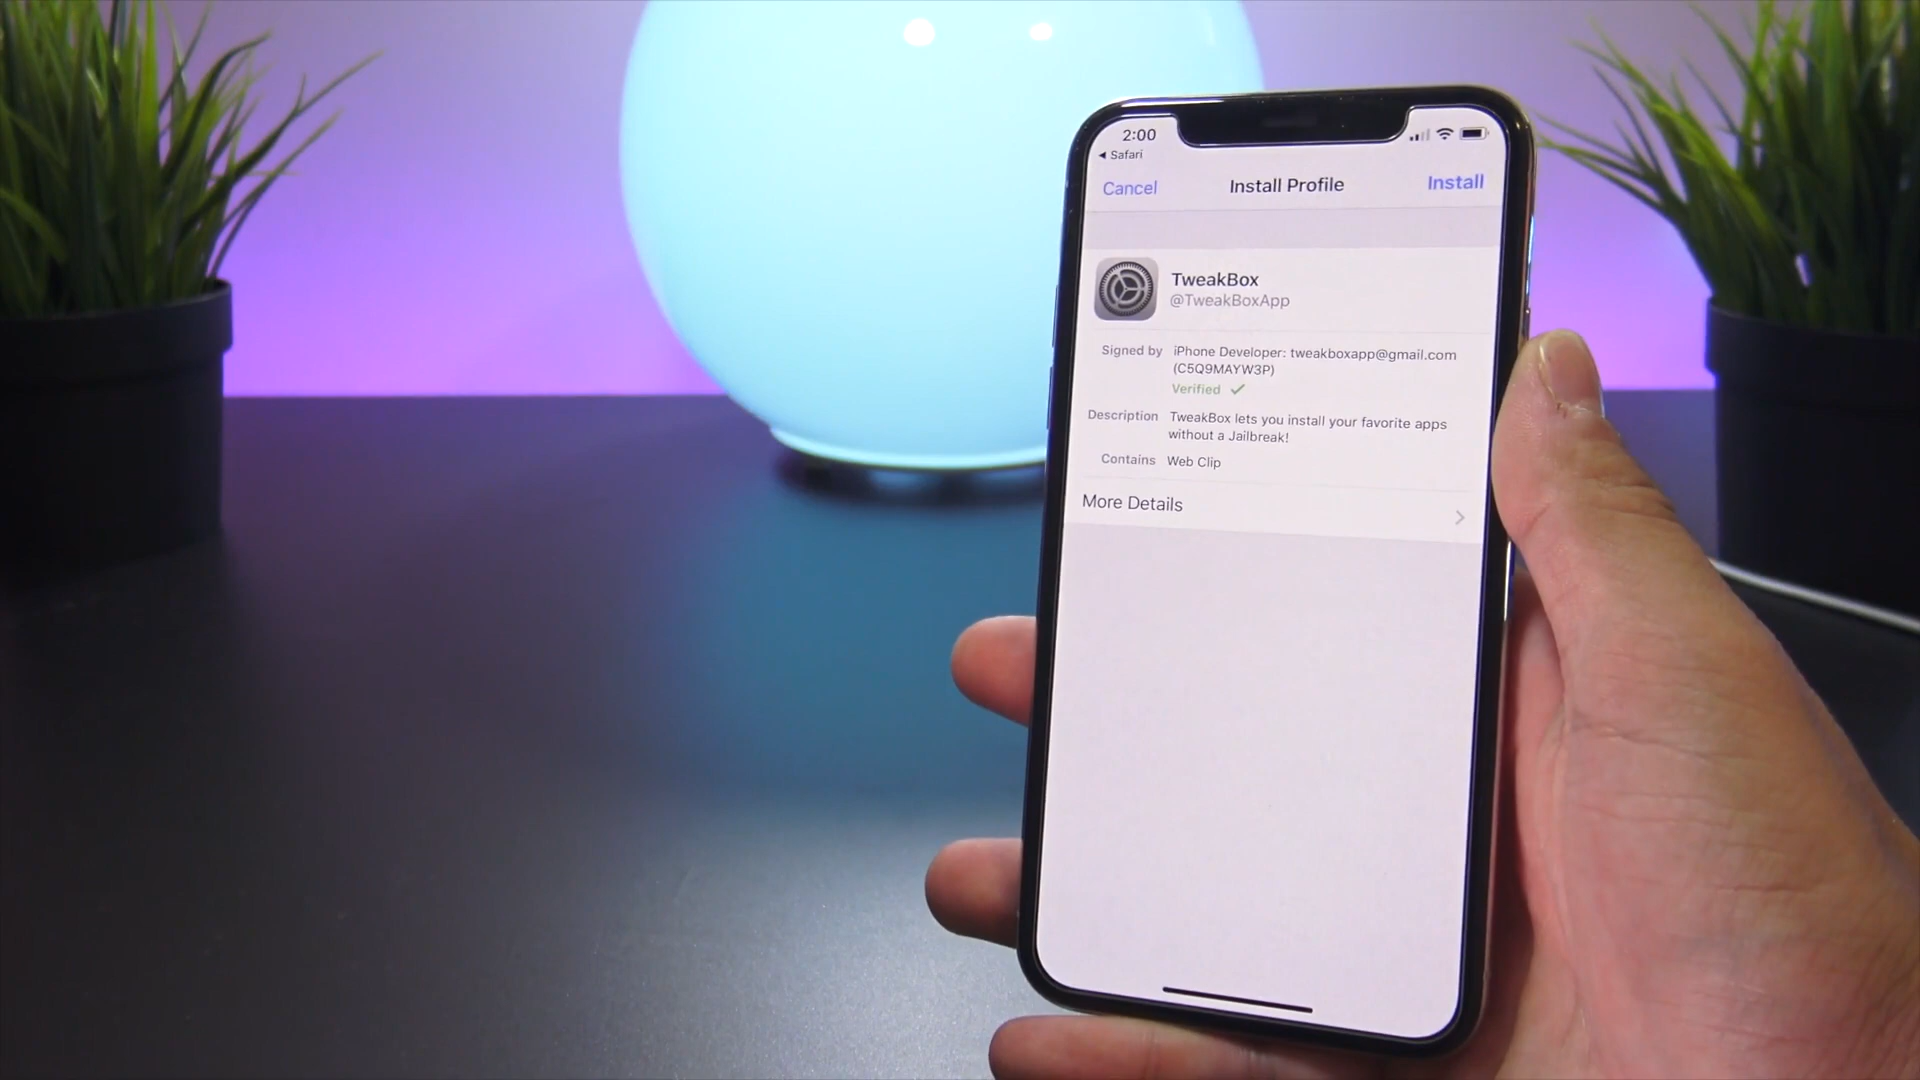 2:00
Safari
Cancel
Install Profile
Install
TweakBox
@TweakBoxApp
Signed by
iPhone Developer: tweakboxapp@gmail.com
(C5Q9MAYW3P)
Verified
Description
TweakBox lets you install your favorite apps
without a Jailbreak!
Contains
Web Clip
More Details